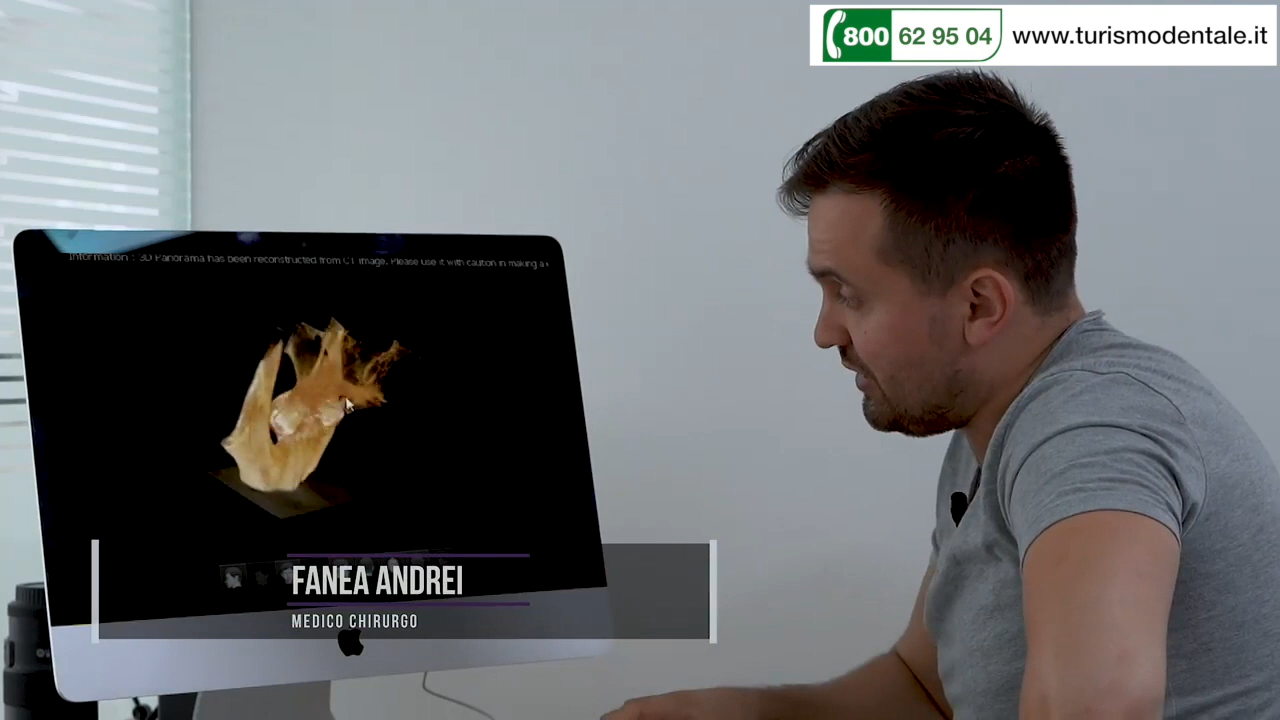 800 62 95 04 www.turismodentale.it
Information : 3D Panorama has been reconstructed from CT image. Please use it with caution in making a
FANEA ANDREI
MEDICO CHIRURGO